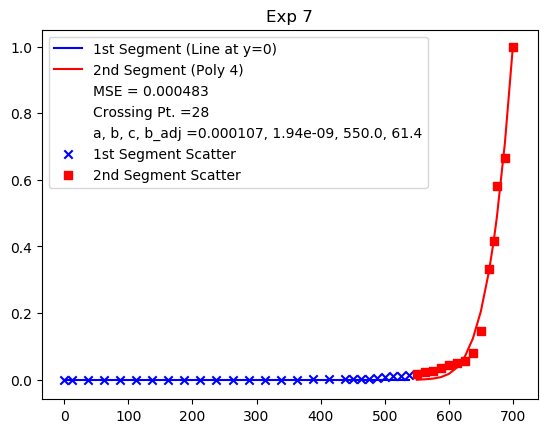 Exp 7
1st Segment (Line at y=0)
2nd Segment (Poly 4)
MSE = 0.000483
Crossing Pt. =28
a, b, c, b_adj =0.000107, 1.94e-09, 550.0, 61.4
1st Segment Scatter
2nd Segment Scatter
1.0
0.8
0.6
0.4
0.2
0.0
0 100 200 300 400 500 600 700